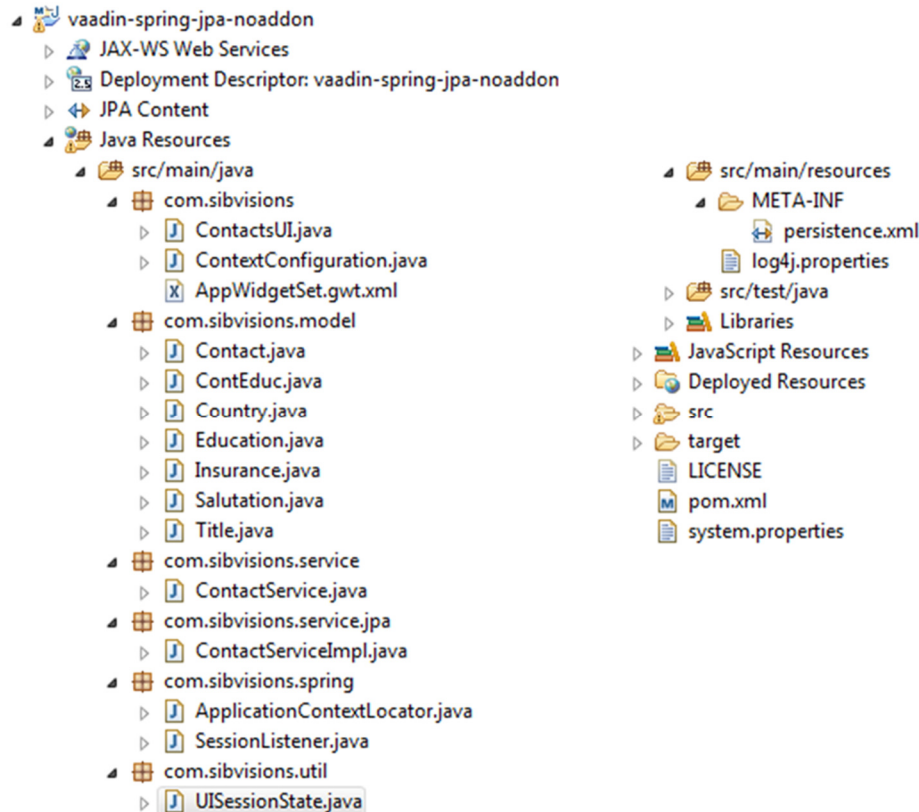 vaadin-spring-jpa-noaddon
JAX-WS Web Services
Deployment Descriptor: vaadin-spring-jpa-noaddon
JPA Content
Java Resources
src/main/java
com.sibvisions
ContactsUI.java
ContextConfiguration.java
AppWidgetSet.gwt.xml
com.sibvisions.model
Contact.java
ContEduc.java
Country.java
Education.java
Insurance.java
Salutation.java
Title.java
com.sibvisions.service
ContactService.java
com.sibvisions.service.jpa
ContactServiceImpl.java
com.sibvisions.spring
ApplicationContextLocator.java
SessionListener.java
com.sibvisions.util
UISessionState.java
src/main/resources
META-INF
persistence.xml
log4j.properties
src/test/java
Libraries
JavaScript Resources
Deployed Resources
src
target
LICENSE
pom.xml
system.properties